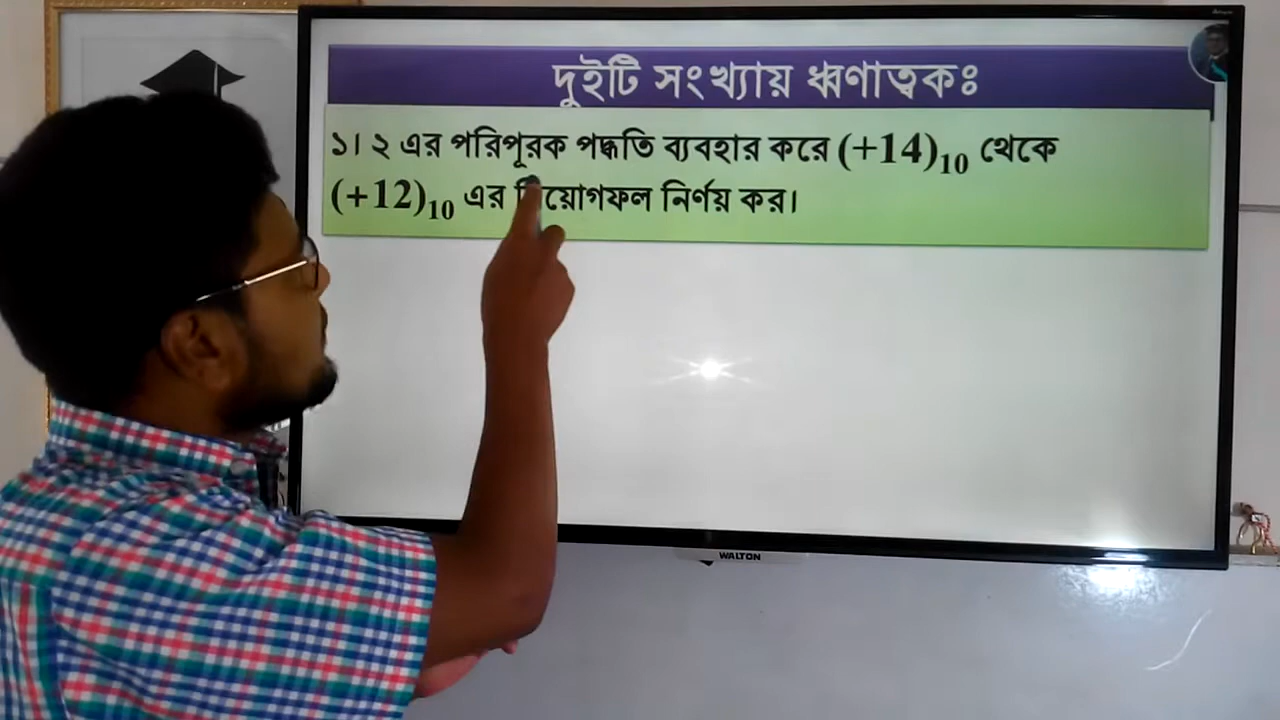 দুইটি সংখ্যায় ঋণাত্বকঃ
১। ২ এর পরিপূরক পদ্ধতি ব্যবহার করে (+14)₁₀ থেকে
(+12)₁₀ এর বিয়োগফল নির্ণয় কর।
WALTON